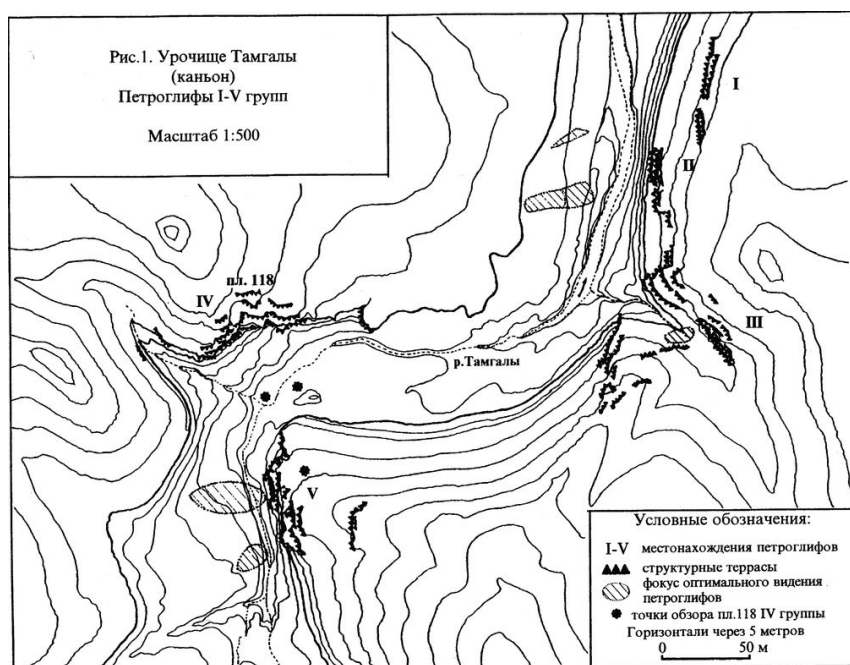 Рис.1. Урочище Тамгалы
(каньон)
Петроглифы I-V групп
Масштаб 1:500
I
II
пл. 118
IV
III
р.Тамгалы
V
Условные обозначения:
I-V местонахождения петроглифов
структурные террасы
фокус оптимального видения
петроглифов
точки обзора пл.118 IV группы
Горизонтали через 5 метров
0 50 м